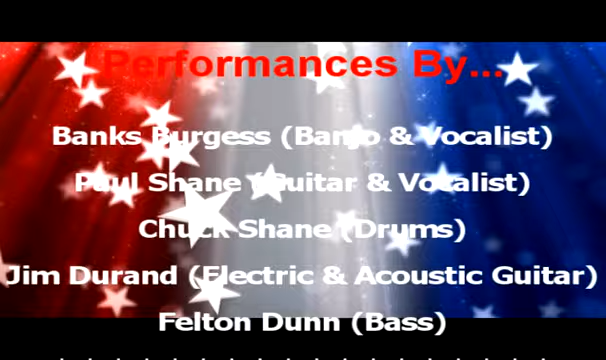 Performances By...
Banks Burgess (Banjo & Vocalist)
Paul Shane (Guitar & Vocalist)
Chuck Shane (Drums)
Jim Durand (Electric & Acoustic Guitar)
Felton Dunn (Bass)